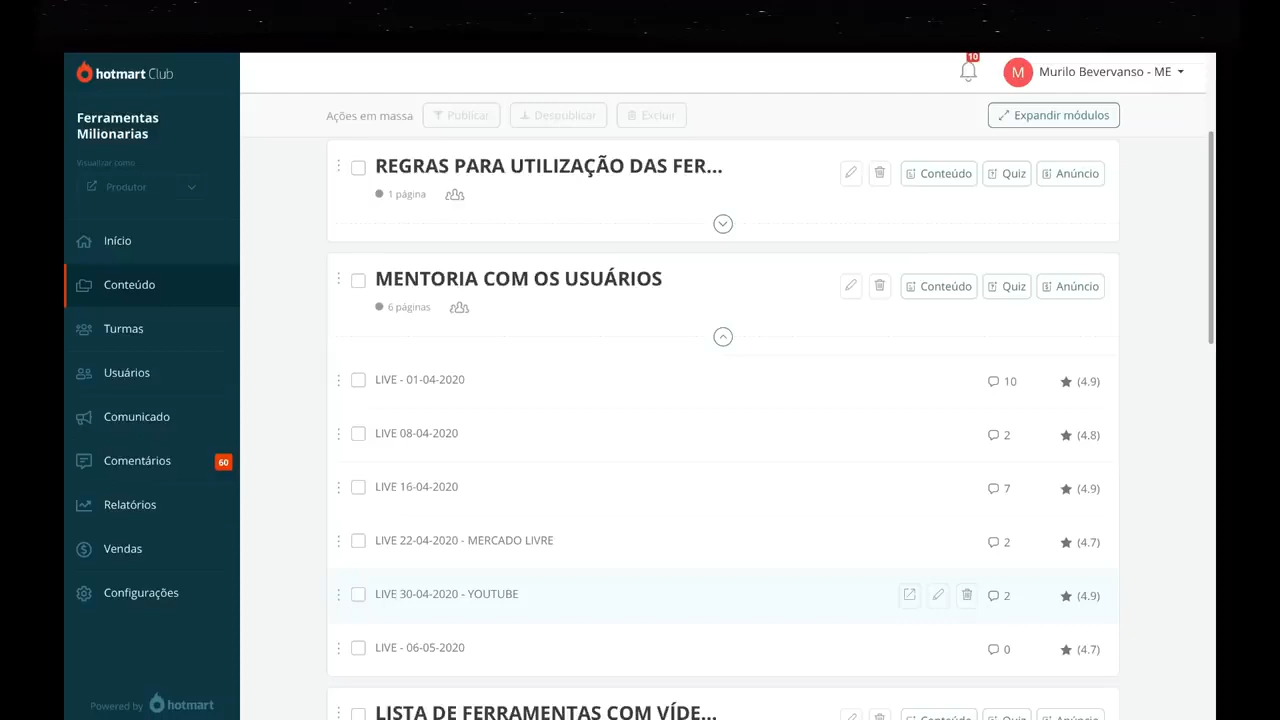 hotmart Club
10
M
Murilo Bevervanso - ME
Ferramentas
Milionarias
Visualizar como
Produtor
Início
Conteúdo
Turmas
Usuários
Comunicado
Comentários
60
Relatórios
Vendas
Configurações
Powered by hotmart
Ações em massa
Publicar
Despublicar
Excluir
Expandir módulos
REGRAS PARA UTILIZAÇÃO DAS FER...
Conteúdo
Quiz
Anúncio
1 página
MENTORIA COM OS USUÁRIOS
Conteúdo
Quiz
Anúncio
6 páginas
LIVE - 01-04-2020
10
(4.9)
LIVE 08-04-2020
2
(4.8)
LIVE 16-04-2020
7
(4.9)
LIVE 22-04-2020 - MERCADO LIVRE
2
(4.7)
LIVE 30-04-2020 - YOUTUBE
2
(4.9)
LIVE - 06-05-2020
0
(4.7)
LISTA DE FERRAMENTAS COM VÍDE...
Conteúdo
Quiz
Anúncio